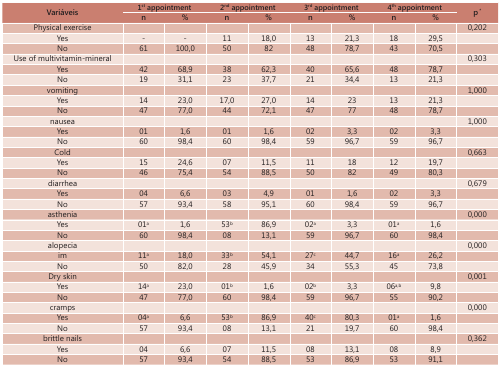 Variáveis 1st appointment 2nd appointment 3rd appointment 4th appointment p*
n % n % n % n %
Physical exercise 0,202
Yes - - 11 18,0 13 21,3 18 29,5
No 61 100,0 50 82 48 78,7 43 70,5
Use of multivitamin-mineral 0,303
Yes 42 68,9 38 62,3 40 65,6 48 78,7
No 19 31,1 23 37,7 21 34,4 13 21,3
vomiting 1,000
Yes 14 23,0 17,0 27,0 14 23 13 21,3
No 47 77,0 44 72,1 47 77 48 78,7
nausea 1,000
Yes 01 1,6 01 1,6 02 3,3 02 3,3
No 60 98,4 60 98,4 59 96,7 59 96,7
Cold 0,663
Yes 15 24,6 07 11,5 11 18 12 19,7
No 46 75,4 54 88,5 50 82 49 80,3
diarrhea 0,679
Yes 04 6,6 03 4,9 01 1,6 02 3,3
No 57 93,4 58 95,1 60 98,4 59 96,7
asthenia 0,000
Yes 01a 1,6 53b 86,9 02a 3,3 01a 1,6
No 60 98,4 08 13,1 59 96,7 60 98,4
alopecia 0,000
im 11a 18,0 33b 54,1 27c 44,7 16a 26,2
No 50 82,0 28 45,9 34 55,3 45 73,8
Dry skin 0,001
Yes 14a 23,0 01b 1,6 02b 3,3 06a,b 9,8
No 47 77,0 60 98,4 59 96,7 55 90,2
cramps 0,000
Yes 04a 6,6 53b 86,9 40c 80,3 01a 1,6
No 57 93,4 08 13,1 21 19,7 60 98,4
brittle nails 0,362
Yes 04 6,6 07 11,5 08 13,1 08 8,9
No 57 93,4 54 88,5 53 86,9 53 91,1